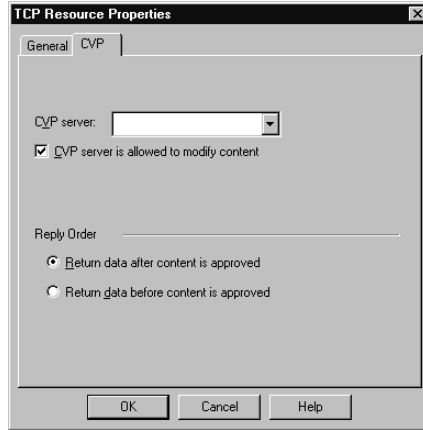 TCP Resource Properties
General CVP
CVP server:
CVP server is allowed to modify content
Reply Order
Return data after content is approved
Return data before content is approved
OK Cancel Help